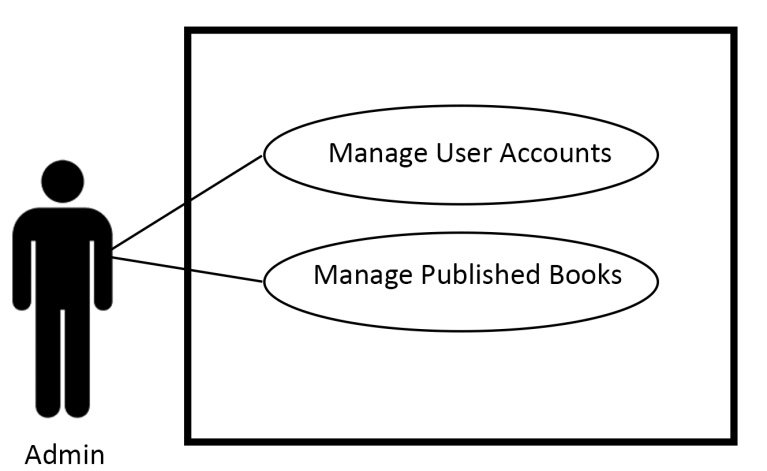 Manage User Accounts
Manage Published Books
Admin